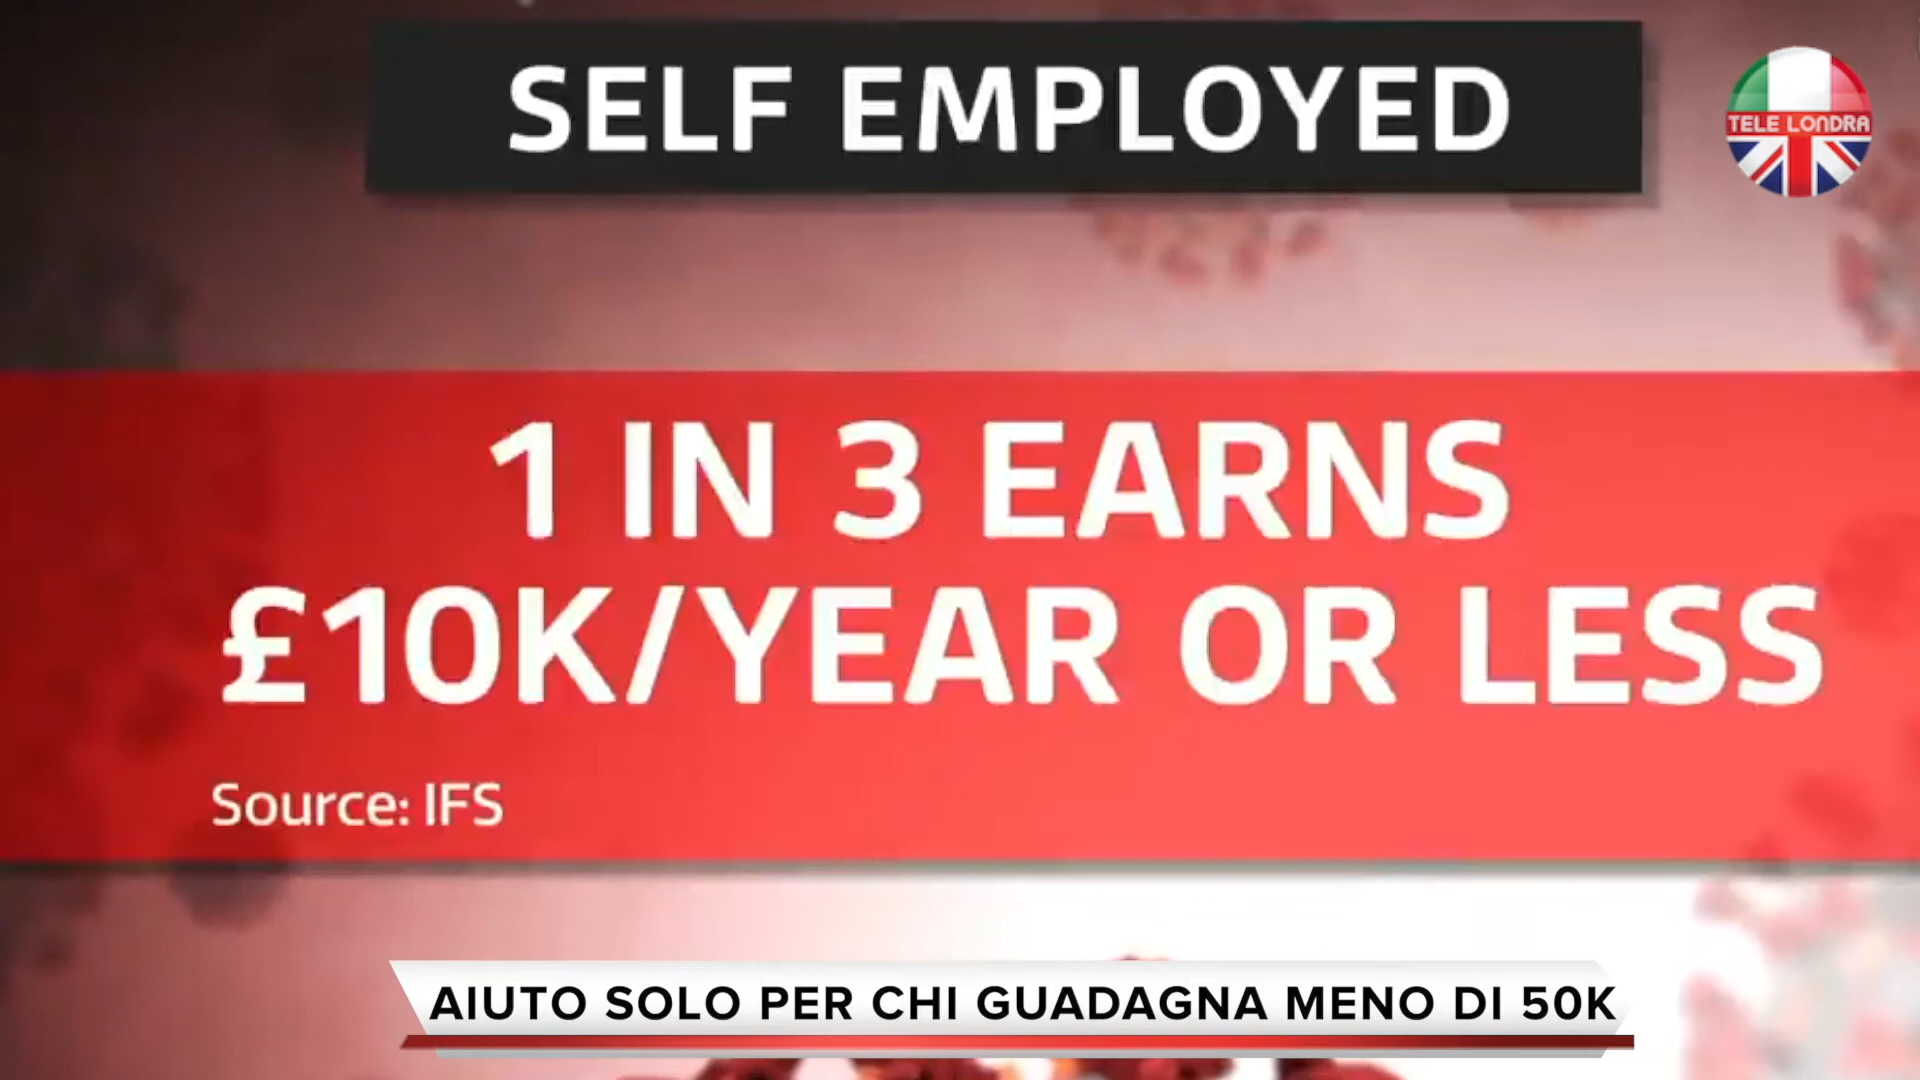 SELF EMPLOYED
TELE LONDRA
1 IN 3 EARNS
£10K/YEAR OR LESS
Source: IFS
AIUTO SOLO PER CHI GUADAGNA MENO DI 50K